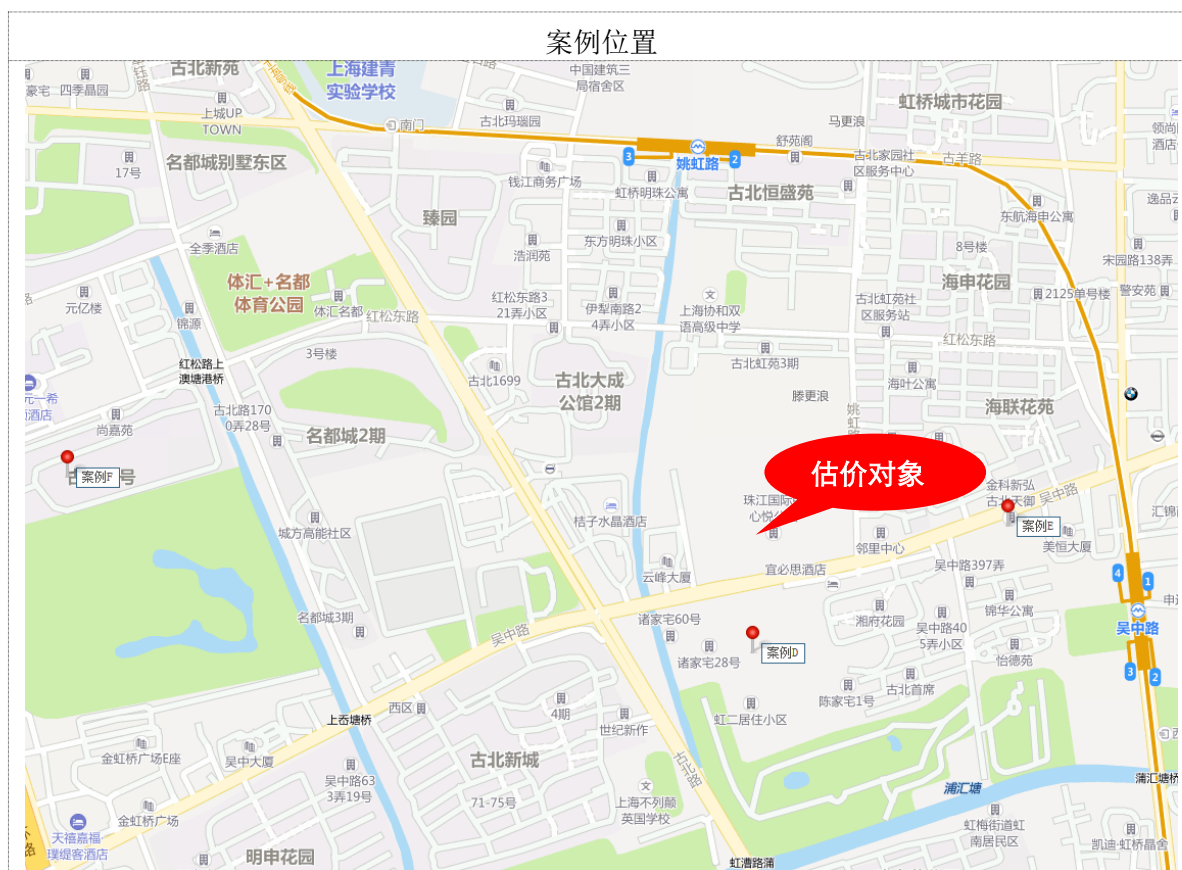 案例位置
古北新苑
上海建青
实验学校
中国建筑三
局宿舍区
豪宅
四季晶园
上城UP
TOWN
南门
古北玛瑞园
虹桥城市花园
马更浪
舒苑阁
领尚
酒店
3
姚虹路
2
古北家园社
区服务中心
古羊路
17号
名都城别墅东区
钱江商务广场
虹桥明珠公寓
古北恒盛苑
逸品云
东航海申公寓
臻园
全季酒店
浩润苑
东方明珠小区
8号楼
宋园路138弄
体汇+名都
体育公园
体汇名都
海申花园
元亿楼
锦源
红松东路
红松东路3
21弄小区
伊犁南路2
4弄小区
上海协和双
语高级中学
古北虹苑社
区服务站
2125单号楼
警安苑
红松东路
红松路上
澳塘港桥
3号楼
古北1699
古北大成
公馆2期
古北虹苑3期
海叶公寓
元一希
酒店
尚嘉苑
古北路170
0弄28号
名都城2期
滕更浪
姚虹路
海联花苑
案例F
号
估价对象
金科新弘
古北天御
吴中路
案例E
珠江国际
心悦
桔子水晶酒店
城方高能社区
邻里中心
美恒大厦
汇锦
云峰大厦
宜必思酒店
吴中路397弄
4
1
名都城3期
吴中路
诸家宅60号
湘府花园
锦华公寓
吴中路40
5弄小区
吴中路
案例D
诸家宅28号
怡德苑
3
2
陈家宅1号
古北首席
上岙塘桥
西区
4期
世纪新作
虹二居住小区
金虹桥广场E座
吴中大厦
古北新城
古北路
吴中路63
3弄19号
71-75号
上海不列颠
英国学校
浦汇塘
蒲汇塘桥
金虹桥广场
天禧嘉福
璞缇客酒店
明申花园
虹梅街道虹
南居民区
凯迪·虹桥晶舍
虹漕路蒲